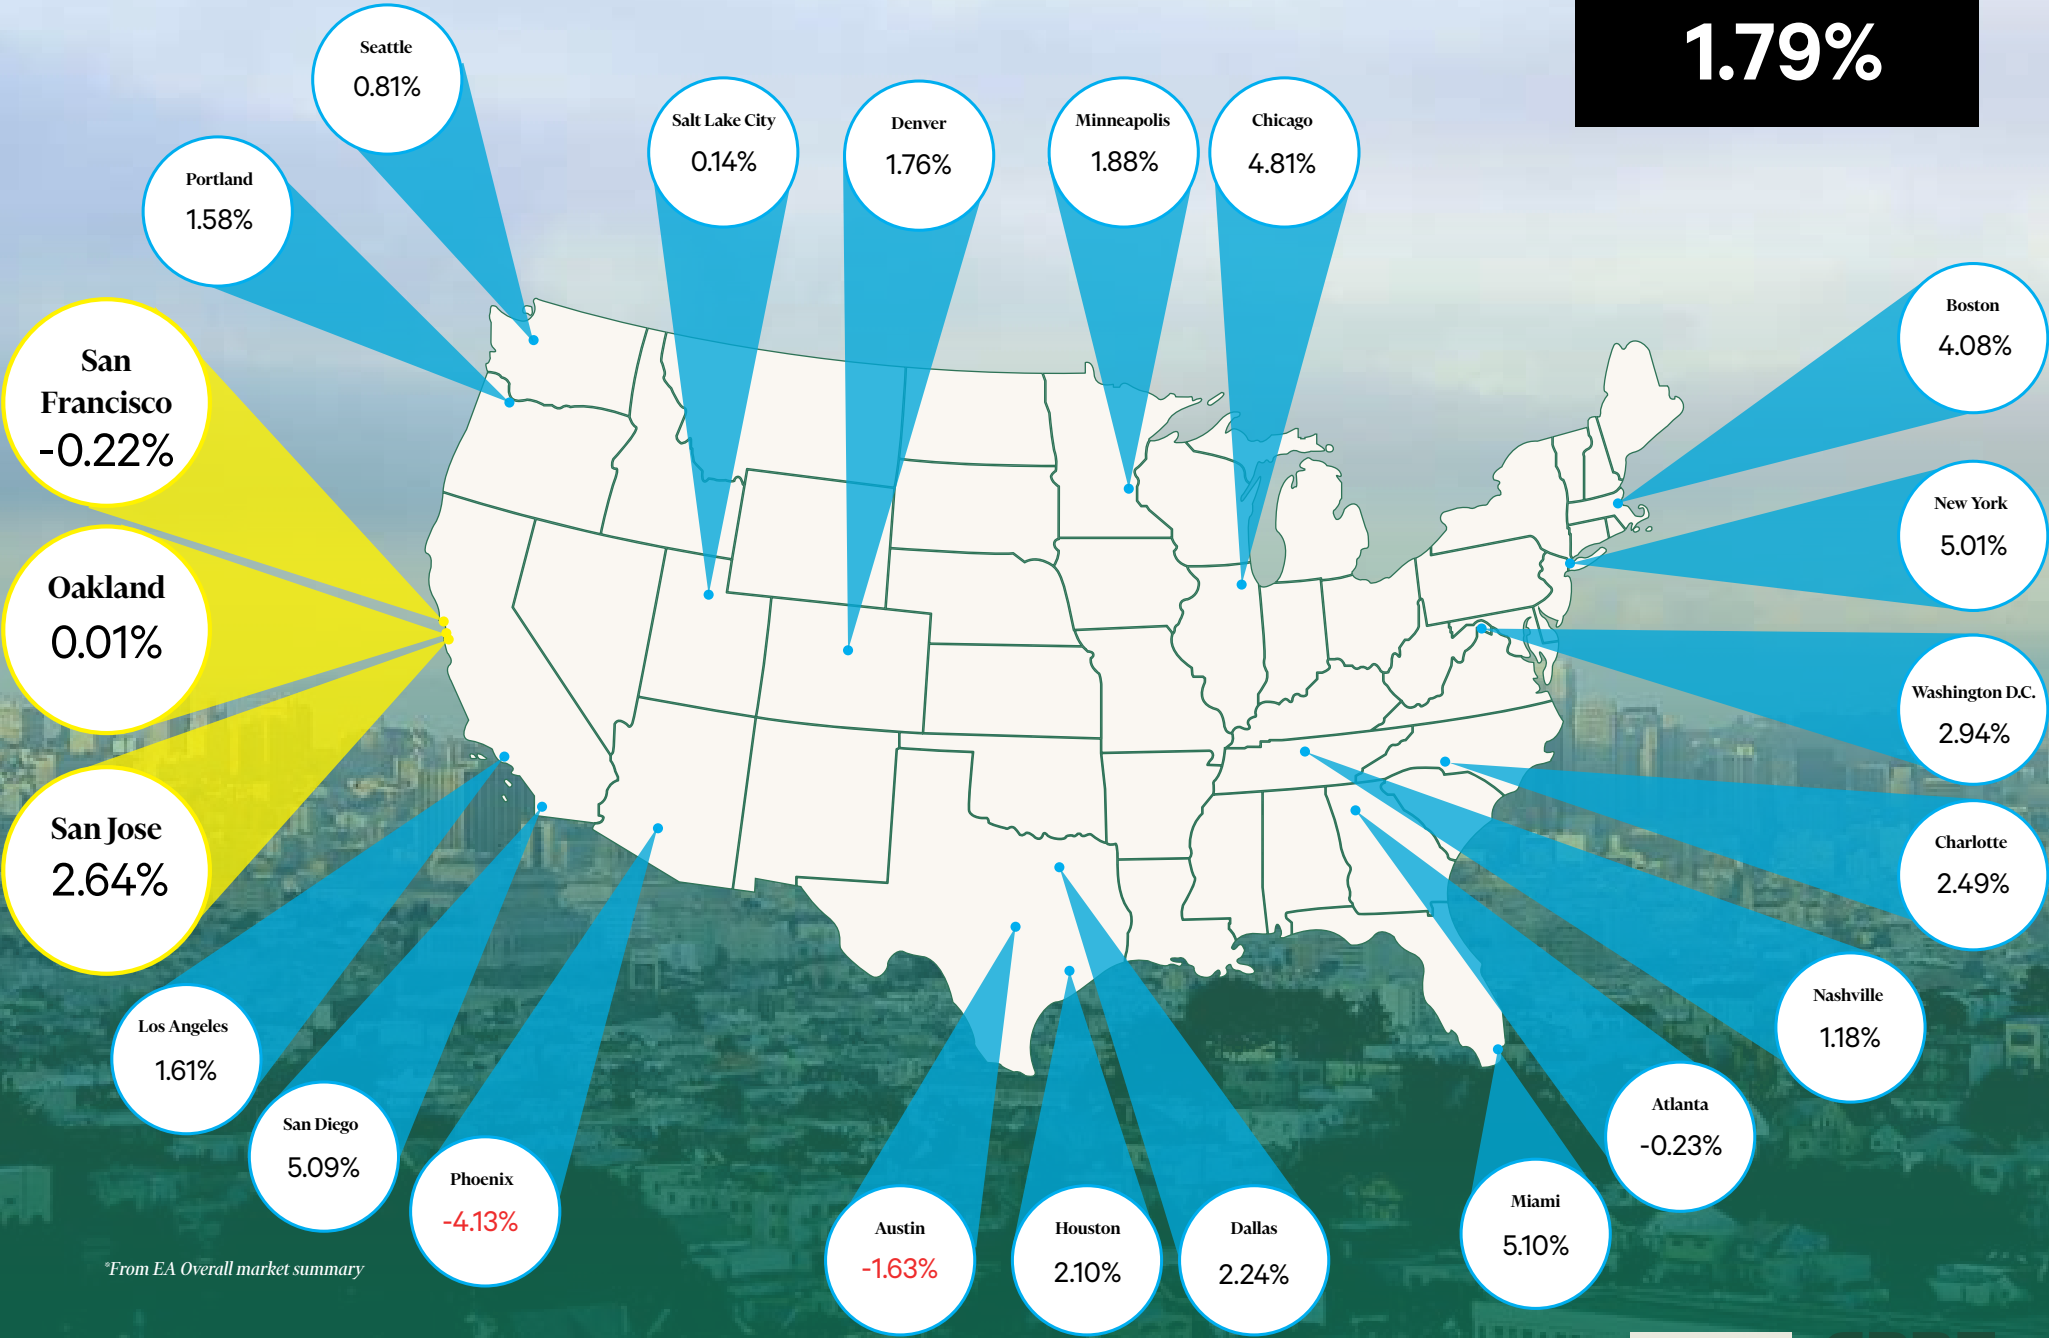 1.79%
Seattle
0.81%
Portland
1.58%
Salt Lake City
0.14%
Denver
1.76%
Minneapolis
1.88%
Chicago
4.81%
Boston
4.08%
New York
5.01%
Washington D.C.
2.94%
Charlotte
2.49%
Nashville
1.18%
Atlanta
-0.23%
Miami
5.10%
Dallas
2.24%
Houston
2.10%
Austin
-1.63%
Phoenix
-4.13%
San Diego
5.09%
Los Angeles
1.61%
San
Francisco
-0.22%
Oakland
0.01%
San Jose
2.64%
*From EA Overall market summary